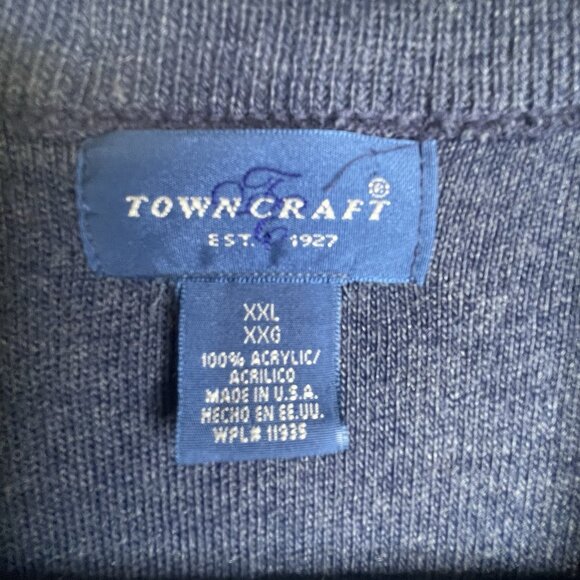 TOWNCRAFT®
EST. 1927
XXL
XXG
100% ACRYLIC/
ACRILICO
MADE IN U.S.A.
HECHO EN EE.UU.
WPL# 11935